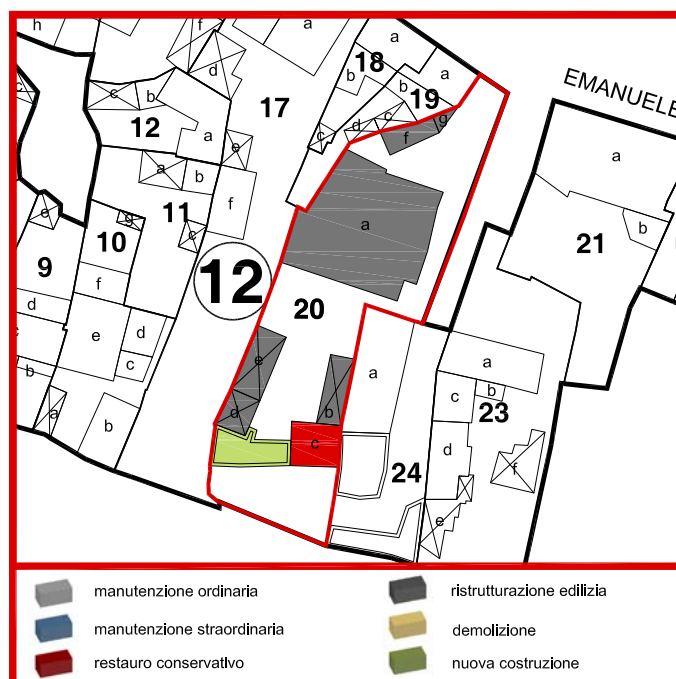 h
f
a
a
18
d
a
b
17
c
c
b
b
19
EMANUELE
12
c
g
d
f
a
e
c
a
a
b
f
11
e
g
c
10
a
b
21
9
f
12
20
d
e
d
e
a
a
c
c
b
b
c
b
23
a
d
b
b
c
d
f
24
e
manutenzione ordinaria
ristrutturazione edilizia
manutenzione straordinaria
demolizione
restauro conservativo
nuova costruzione